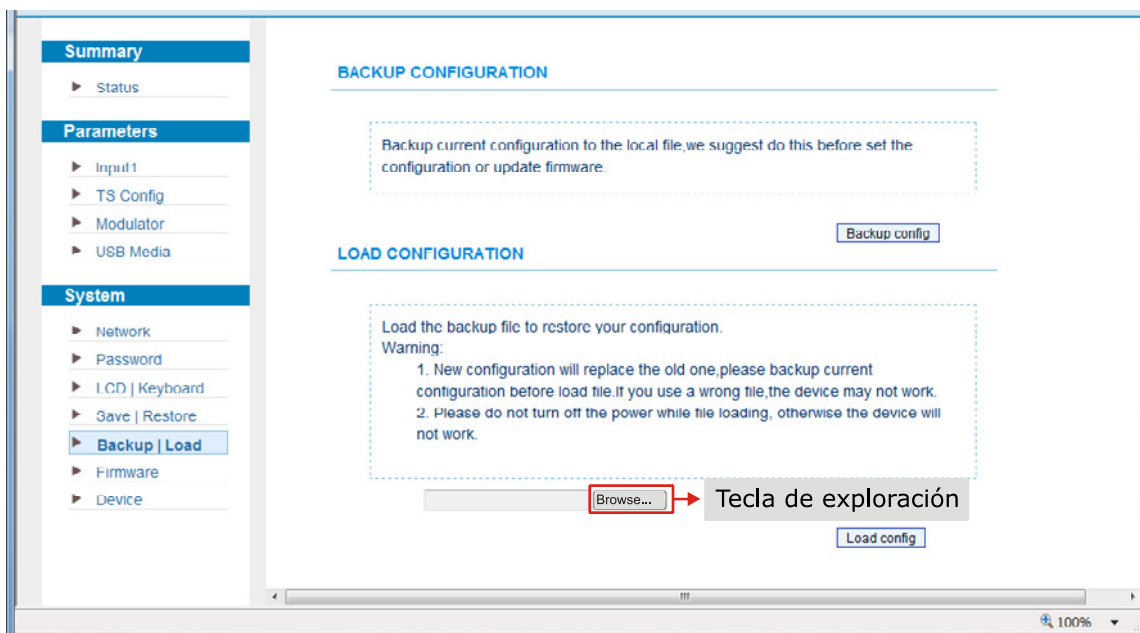 Summary
Status
Parameters
Input1
TS Config
Modulator
USB Media
System
Network
Password
LCD | Keyboard
Save | Restore
Backup | Load
Firmware
Device
BACKUP CONFIGURATION
Backup current configuration to the local file,we suggest do this before set the
configuration or update firmware.
Backup config
LOAD CONFIGURATION
Load the backup file to restore your configuration.
Warning:
1. New configuration will replace the old one,please backup current
configuration before load file.If you use a wrong file,the device may not work.
2. Please do not turn off the power while file loading, otherwise the device will
not work.
Browse...
Tecla de exploración
Load config
100%